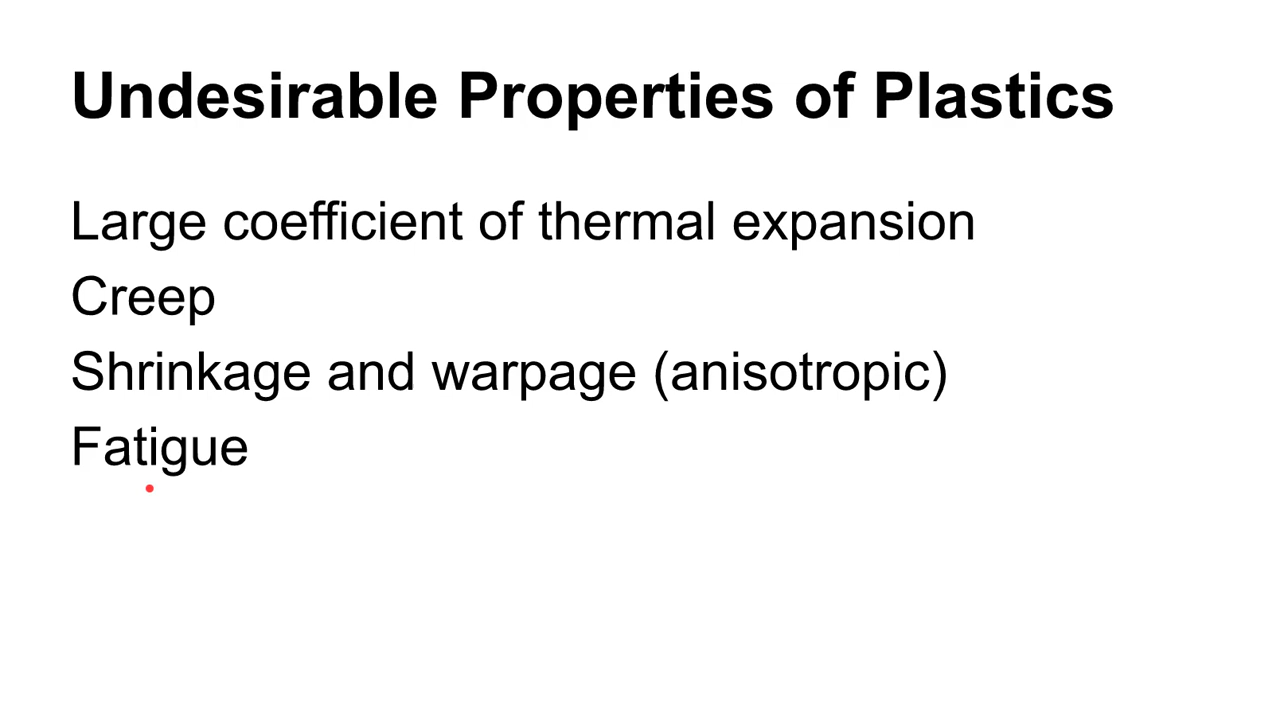 Undesirable Properties of Plastics
Large coefficient of thermal expansion
Creep
Shrinkage and warpage (anisotropic)
Fatigue